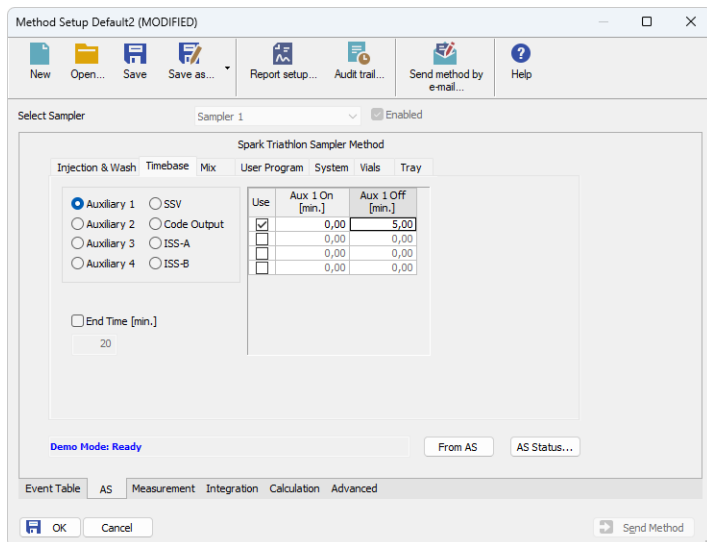 Method Setup Default2 (MODIFIED)
New Open... Save Save as... Report setup... Audit trail... Send method by e-mail... Help
Select Sampler Sampler 1 Enabled
Spark Triathlon Sampler Method
Injection & Wash Timebase Mix User Program System Vials Tray
Auxiliary 1 SSV
Auxiliary 2 Code Output
Auxiliary 3 ISS-A
Auxiliary 4 ISS-B
Use Aux 1 On [min.] Aux 1 Off [min.]
0,00 5,00
0,00 0,00
0,00 0,00
0,00 0,00
End Time [min.]
20
Demo Mode: Ready From AS AS Status...
Event Table AS Measurement Integration Calculation Advanced
OK Cancel Send Method